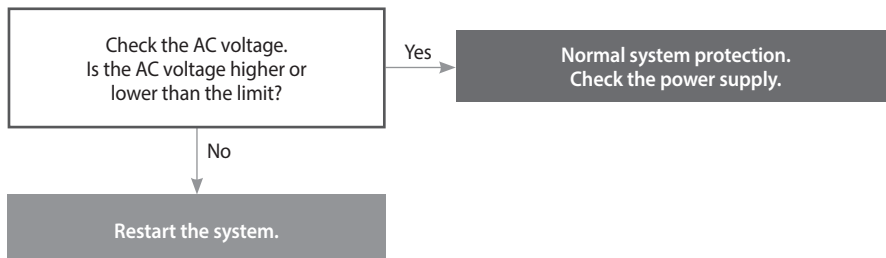 Check the AC voltage.
Is the AC voltage higher or
lower than the limit?
Yes
Normal system protection.
Check the power supply.
No
Restart the system.